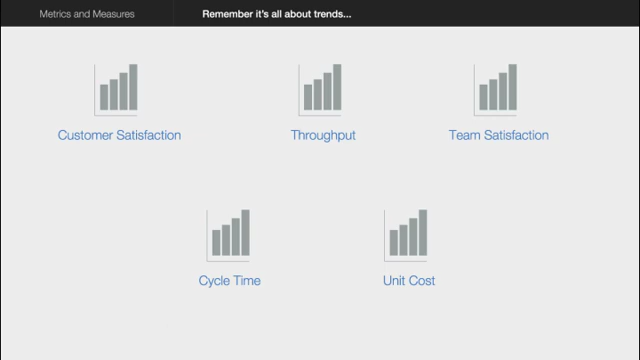 Metrics and Measures
Remember it's all about trends...
Customer Satisfaction
Throughput
Team Satisfaction
Cycle Time
Unit Cost